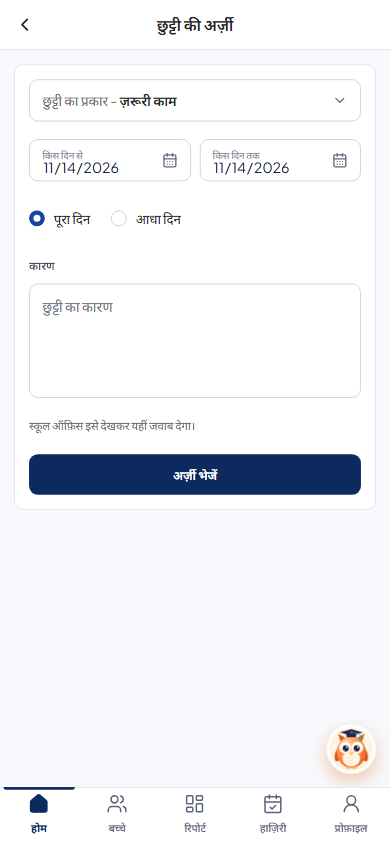 छुट्टी की अर्ज़ी
छुट्टी का प्रकार - ज़रूरी काम
किस दिन से
11/14/2026
किस दिन तक
11/14/2026
पूरा दिन
आधा दिन
कारण
छुट्टी का कारण
स्कूल ऑफ़िस इसे देखकर यहीं जवाब देगा।
अर्ज़ी भेजें
होम
बच्चे
रिपोर्ट
हाज़िरी
प्रोफ़ाइल